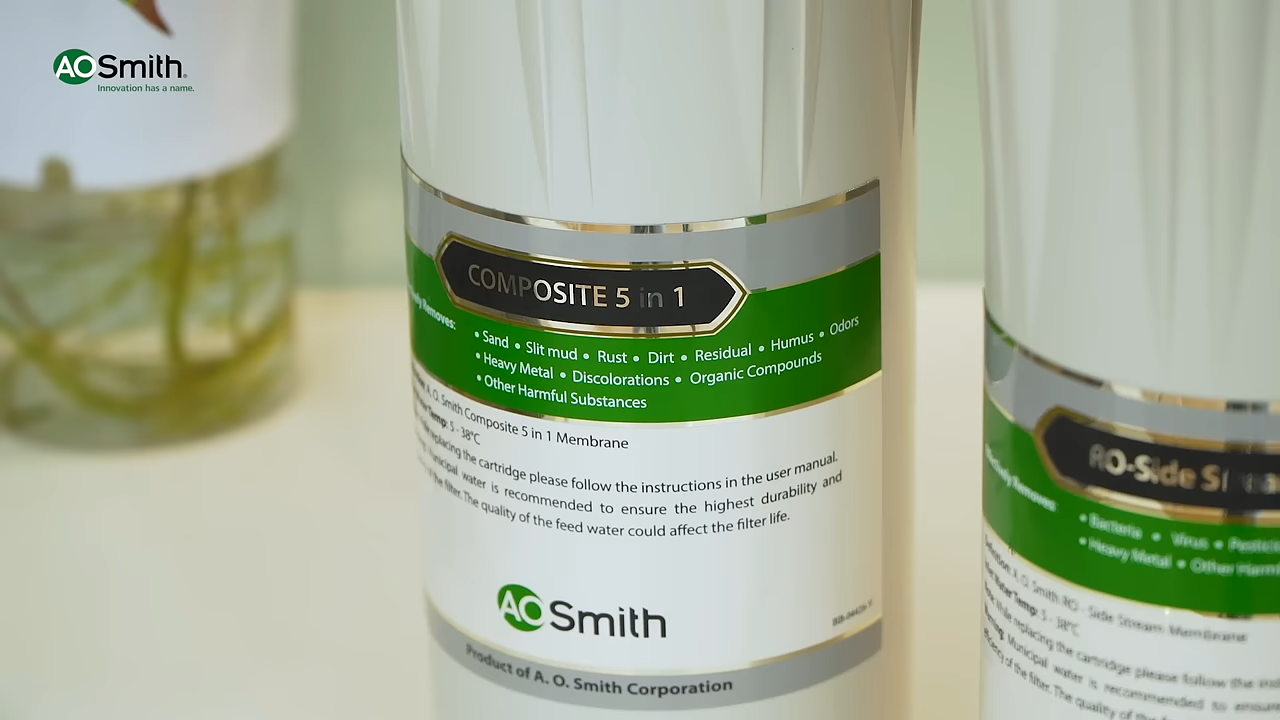 AOSmith
Innovation has a name.
COMPOSITE 5 in 1
Removes:
• Sand • Slit mud • Rust • Dirt • Residual • Humus • Odors
• Heavy Metal • Discolorations • Organic Compounds
• Other Harmful Substances
A. O. Smith Composite 5 in 1 Membrane
Temp: 5 - 38°C
replacing the cartridge please follow the instructions in the user manual.
Municipal water is recommended to ensure the highest durability and
of the filter. The quality of the feed water could affect the filter life.
AOSmith
Product of A. O. Smith Corporation
RO-Side
Effectively Removes:
• Bacteria • Virus
• Heavy Metal • Other
A. O. Smith RO - Side Stream Membrane
Water Temp: 5 - 38°C
replacing the cartridge please follow the
Municipal water is recommended to
of the filter. The quality of the